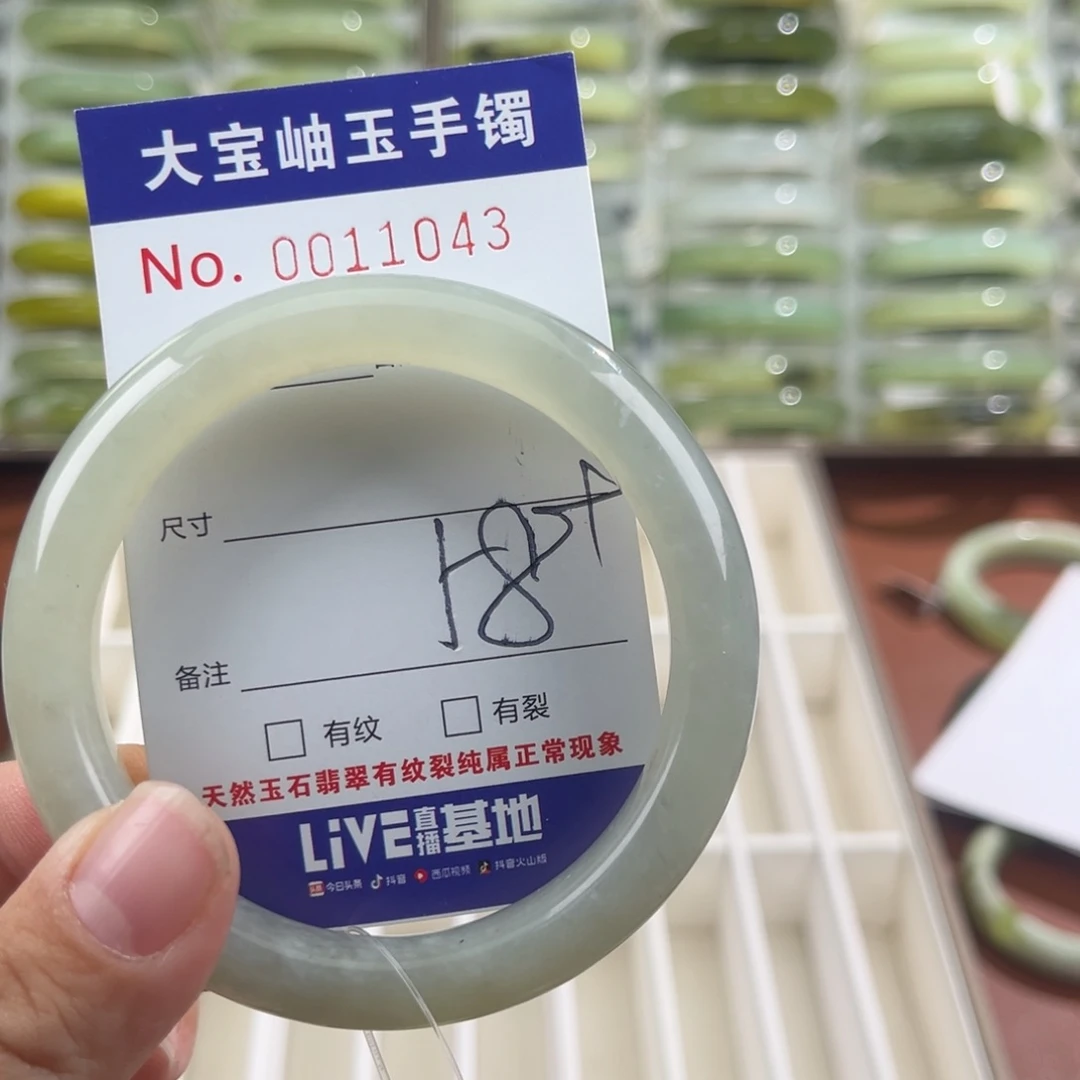 大宝岫玉手镯
No. 0011043
尺寸
备注
有纹 有裂
天然玉石翡翠有纹裂纯属正常现象
LiVE直播基地
今日头条 抖音 西瓜视频 抖音火山版